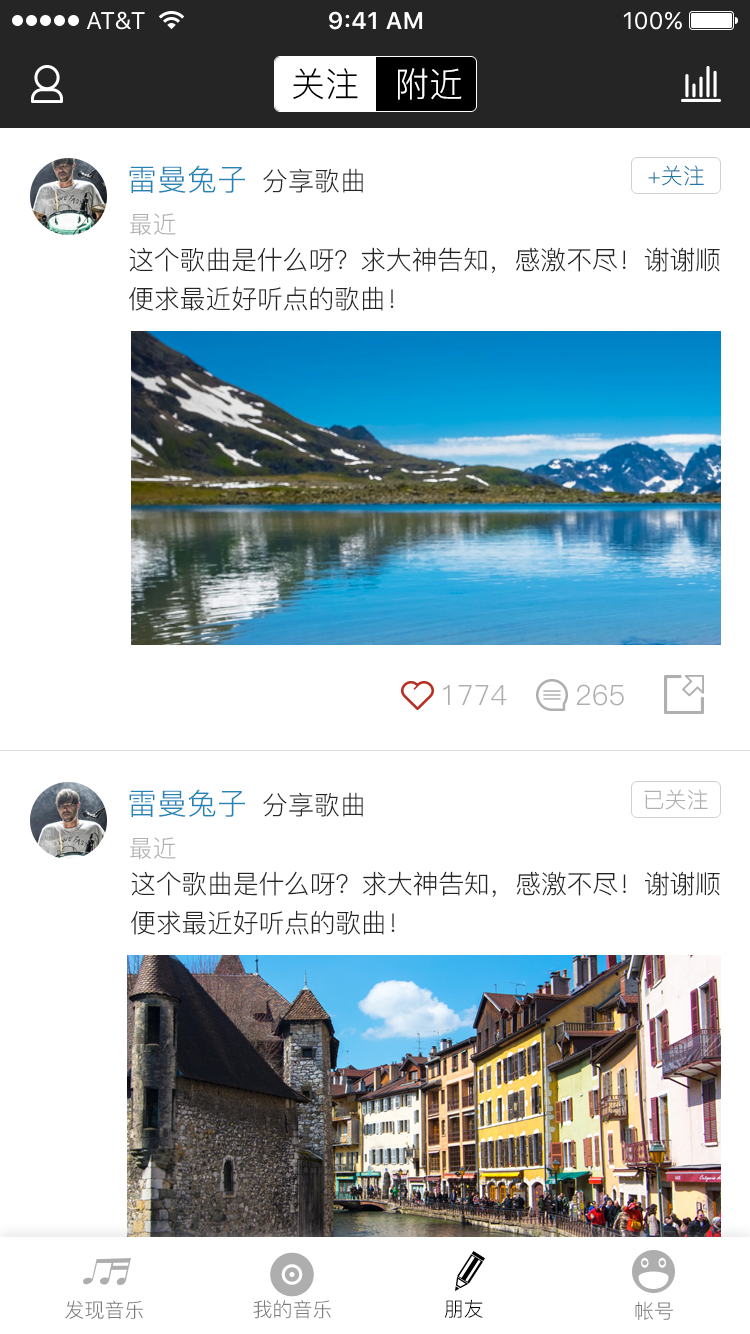 AT&T 9:41 AM 100%
关注 附近
雷曼兔子 分享歌曲 +关注
最近
这个歌曲是什么呀？求大神告知，感激不尽！谢谢顺
便求最近好听点的歌曲！
1774 265
雷曼兔子 分享歌曲 已关注
最近
这个歌曲是什么呀？求大神告知，感激不尽！谢谢顺
便求最近好听点的歌曲！
发现音乐 我的音乐 朋友 帐号